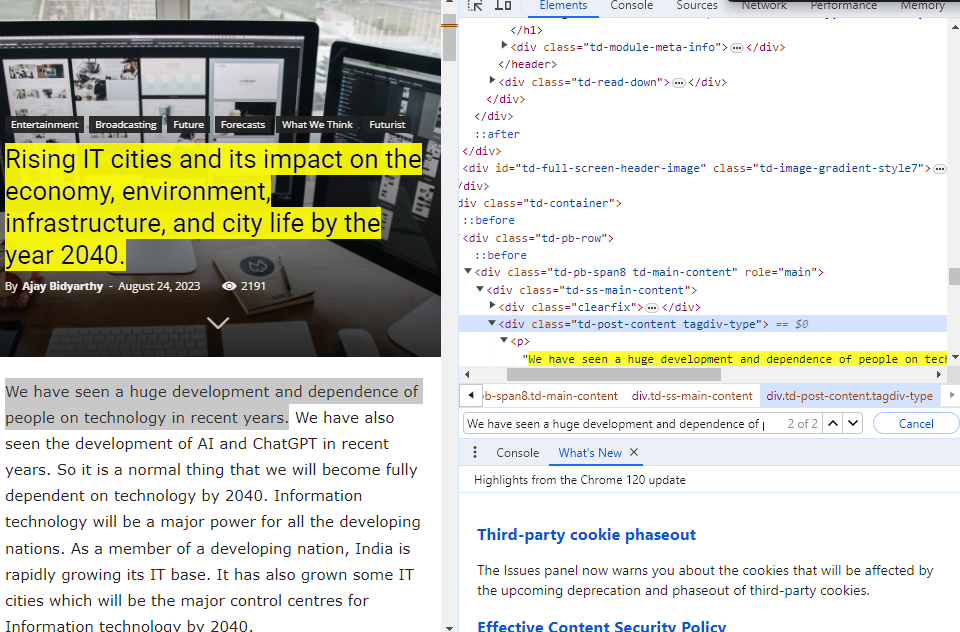 Entertainment Broadcasting Future Forecasts What We Think Futurist
Rising IT cities and its impact on the
economy, environment,
infrastructure, and city life by the
year 2040.
By Ajay Bidyarthy - August 24, 2023 2191
We have seen a huge development and dependence of
people on technology in recent years. We have also
seen the development of AI and ChatGPT in recent
years. So it is a normal thing that we will become fully
dependent on technology by 2040. Information
technology will be a major power for all the developing
nations. As a member of a developing nation, India is
rapidly growing its IT base. It has also grown some IT
cities which will be the major control centres for
Information technology by 2040.
Elements Console Sources Network Performance Memory
</h1>
<div class="td-module-meta-info">…</div>
</header>
<div class="td-read-down">…</div>
</div>
</div>
::after
</div>
<div id="td-full-screen-header-image" class="td-image-gradient-style7">…
/div>
div class="td-container">
::before
<div class="td-pb-row">
::before
<div class="td-pb-span8 td-main-content" role="main">
<div class="td-ss-main-content">
<div class="clearfix">…</div>
<div class="td-post-content tagdiv-type"> == $0
<p>
"We have seen a huge development and dependence of people on tech
b-span8.td-main-content div.td-ss-main-content div.td-post-content.tagdiv-type
We have seen a huge development and dependence of p 2 of 2 Cancel
Console What's New
Highlights from the Chrome 120 update
Third-party cookie phaseout
The Issues panel now warns you about the cookies that will be affected by
the upcoming deprecation and phaseout of third-party cookies.
Effective Content Security Policy